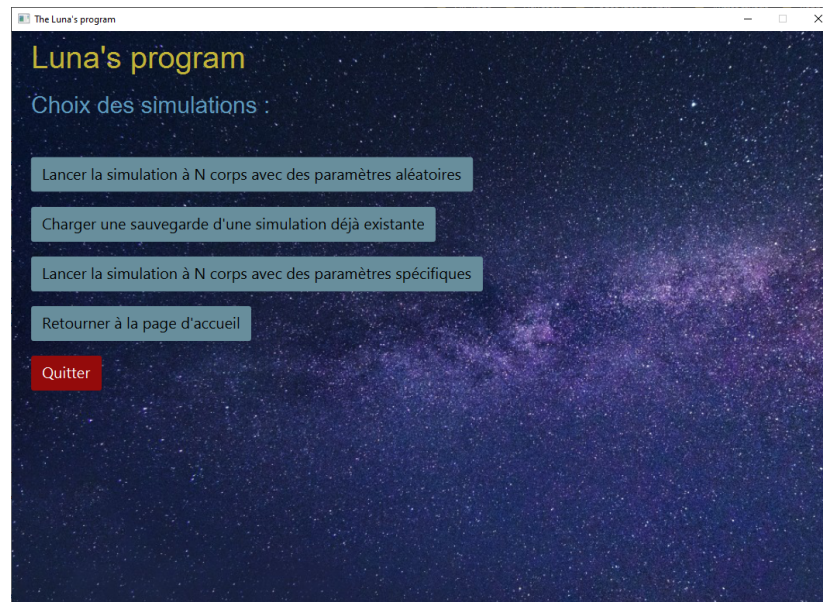 The Luna's program
Luna's program
Choix des simulations :
Lancer la simulation à N corps avec des paramètres aléatoires
Charger une sauvegarde d'une simulation déjà existante
Lancer la simulation à N corps avec des paramètres spécifiques
Retourner à la page d'accueil
Quitter